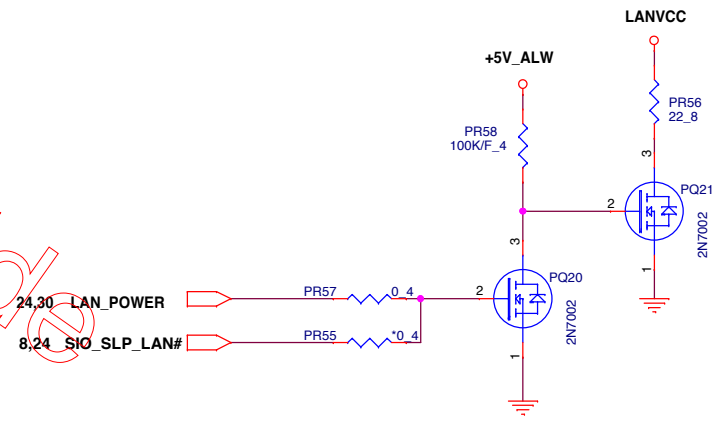 LANVCC
+5V_ALW
PR56
22_8
PR58
100K/F_4
3
PQ21
2
2N7002
3
1
PR57
0_4
2
PQ20
24,30 LAN_POWER
2N7002
PR55
*0_4
8,24 SIO_SLP_LAN#
1